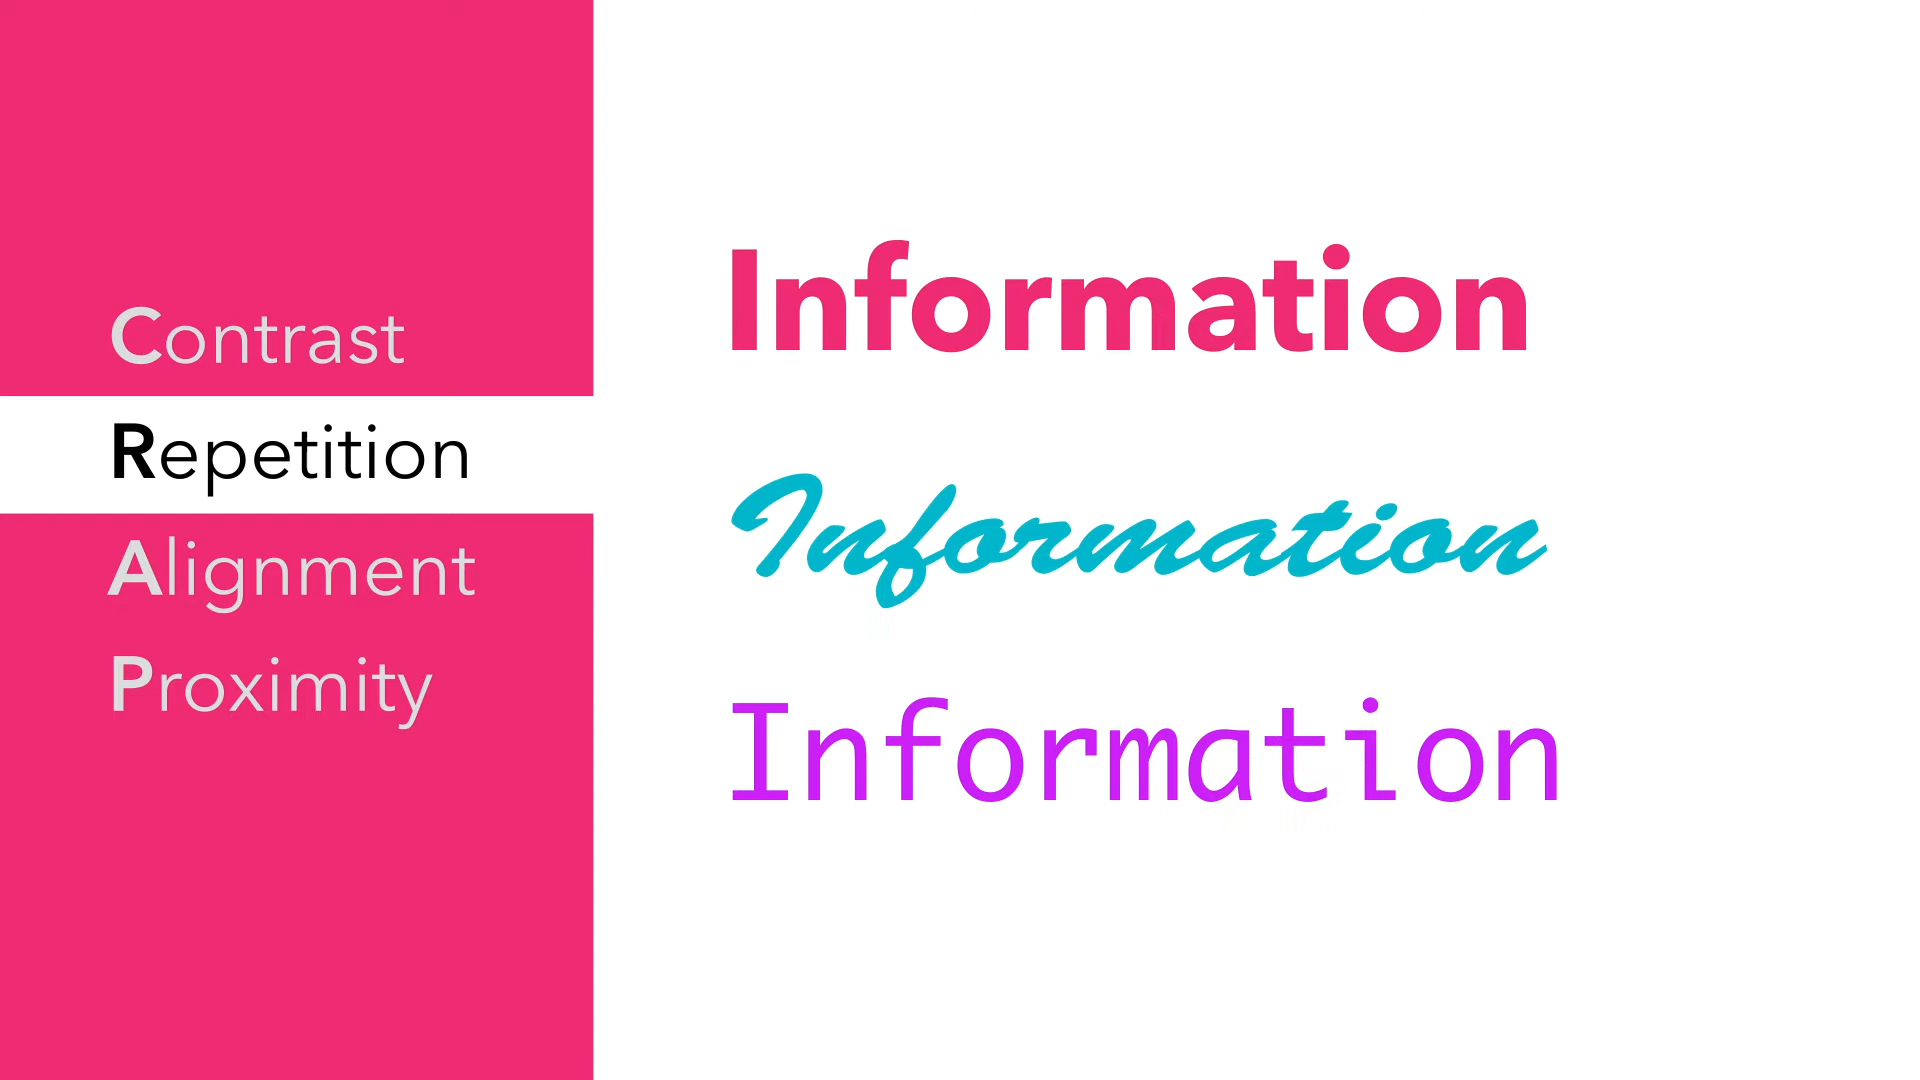 Contrast
Repetition
Alignment
Proximity
Information
Information
Information